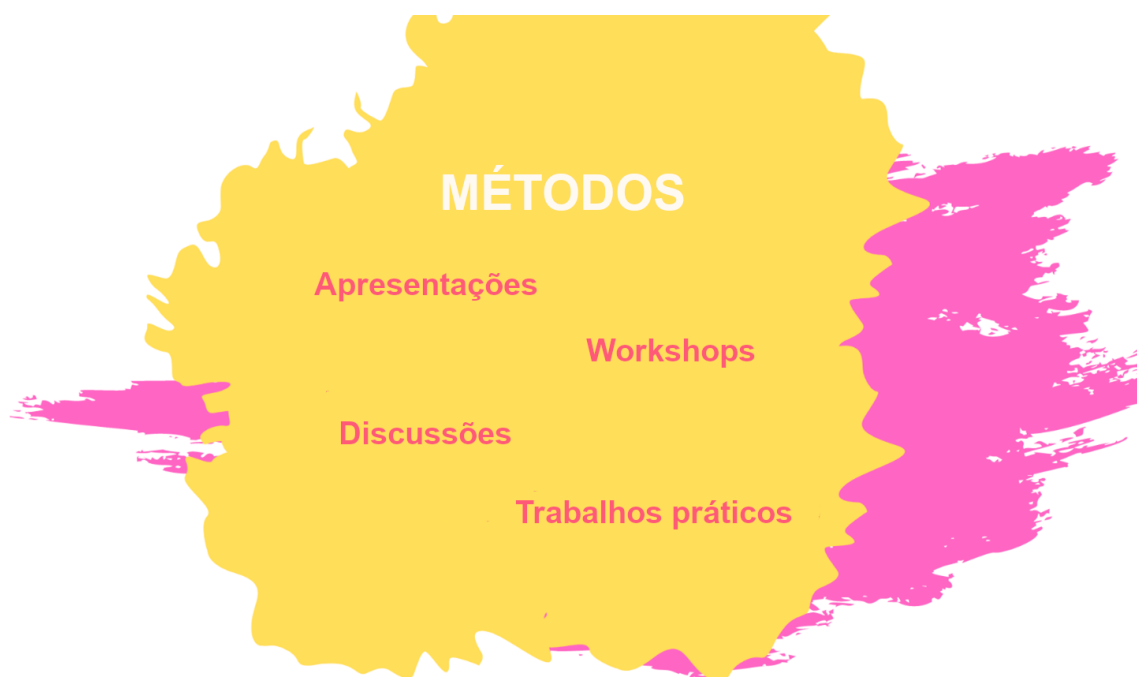 MÉTODOS
Apresentações
Workshops
Discussões
Trabalhos práticos